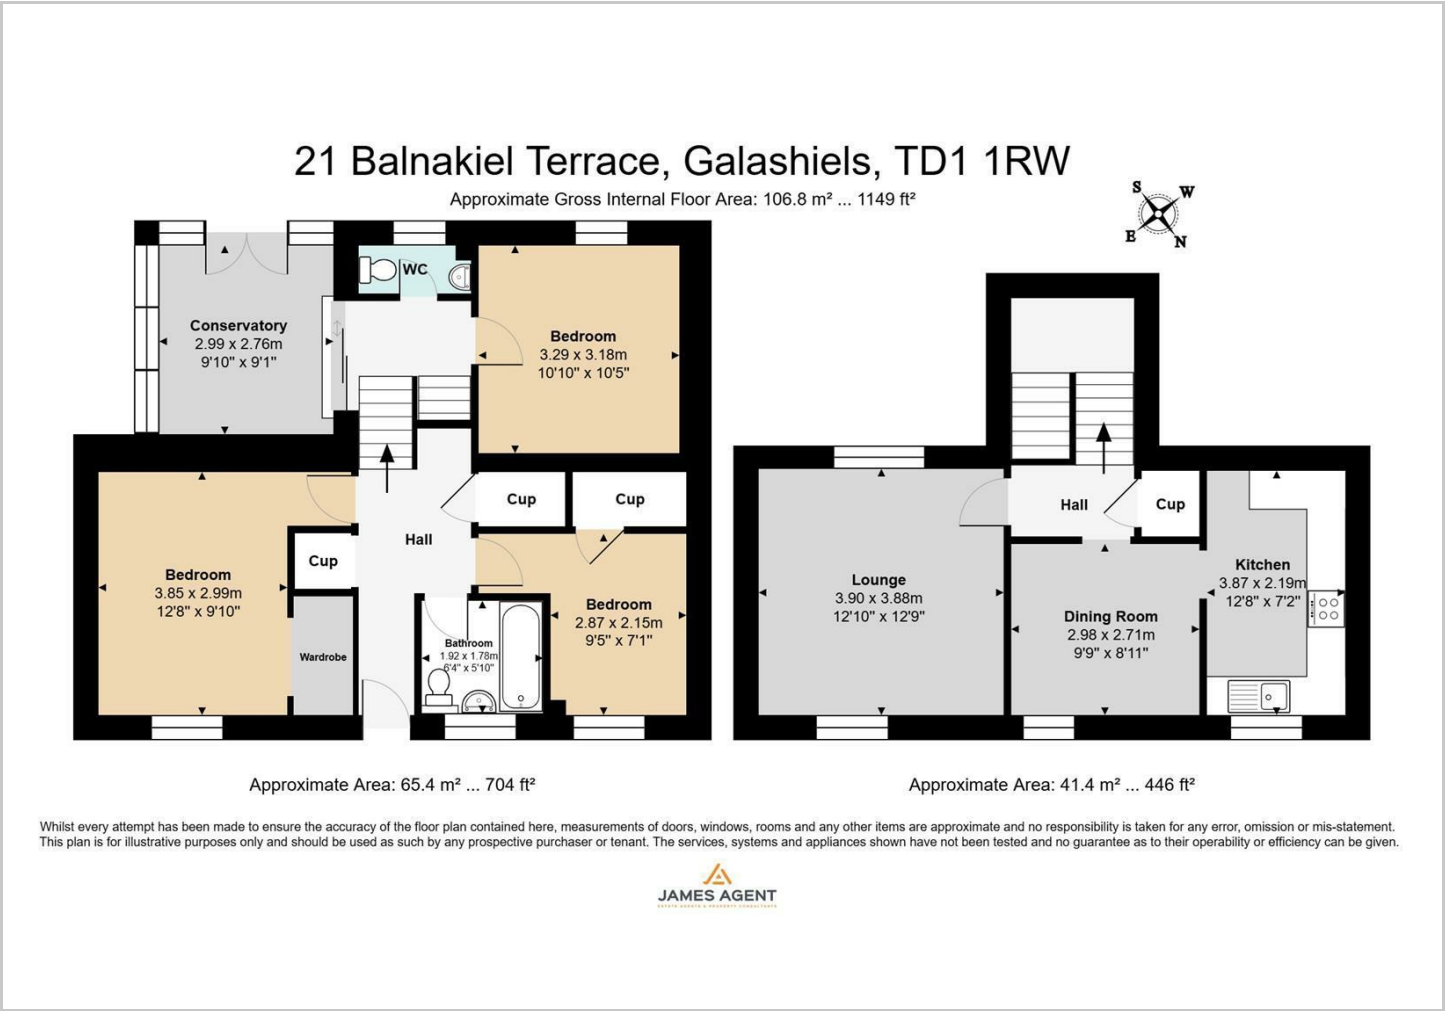 21 Balnakiel Terrace, Galashiels, TD1 1RW
Approximate Gross Internal Floor Area: 106.8 m² ... 1149 ft²
S
W
E
N
WC
Conservatory
2.99 x 2.76m
9'10" x 9'1"
Bedroom
3.29 x 3.18m
10'10" x 10'5"
Cup
Cup
Hall
Cup
Bedroom
3.85 x 2.99m
12'8" x 9'10"
Wardrobe
Bathroom
1.92 x 1.78m
6'4" x 5'10"
Bedroom
2.87 x 2.15m
9'5" x 7'1"
Hall
Cup
Lounge
3.90 x 3.88m
12'10" x 12'9"
Dining Room
2.98 x 2.71m
9'9" x 8'11"
Kitchen
3.87 x 2.19m
12'8" x 7'2"
Approximate Area: 65.4 m² ... 704 ft²
Approximate Area: 41.4 m² ... 446 ft²
Whilst every attempt has been made to ensure the accuracy of the floor plan contained here, measurements of doors, windows, rooms and any other items are approximate and no responsibility is taken for any error, omission or mis-statement.
This plan is for illustrative purposes only and should be used as such by any prospective purchaser or tenant. The services, systems and appliances shown have not been tested and no guarantee as to their operability or efficiency can be given.
JAMES AGENT
ESTATE AGENTS & PROPERTY CONSULTANTS